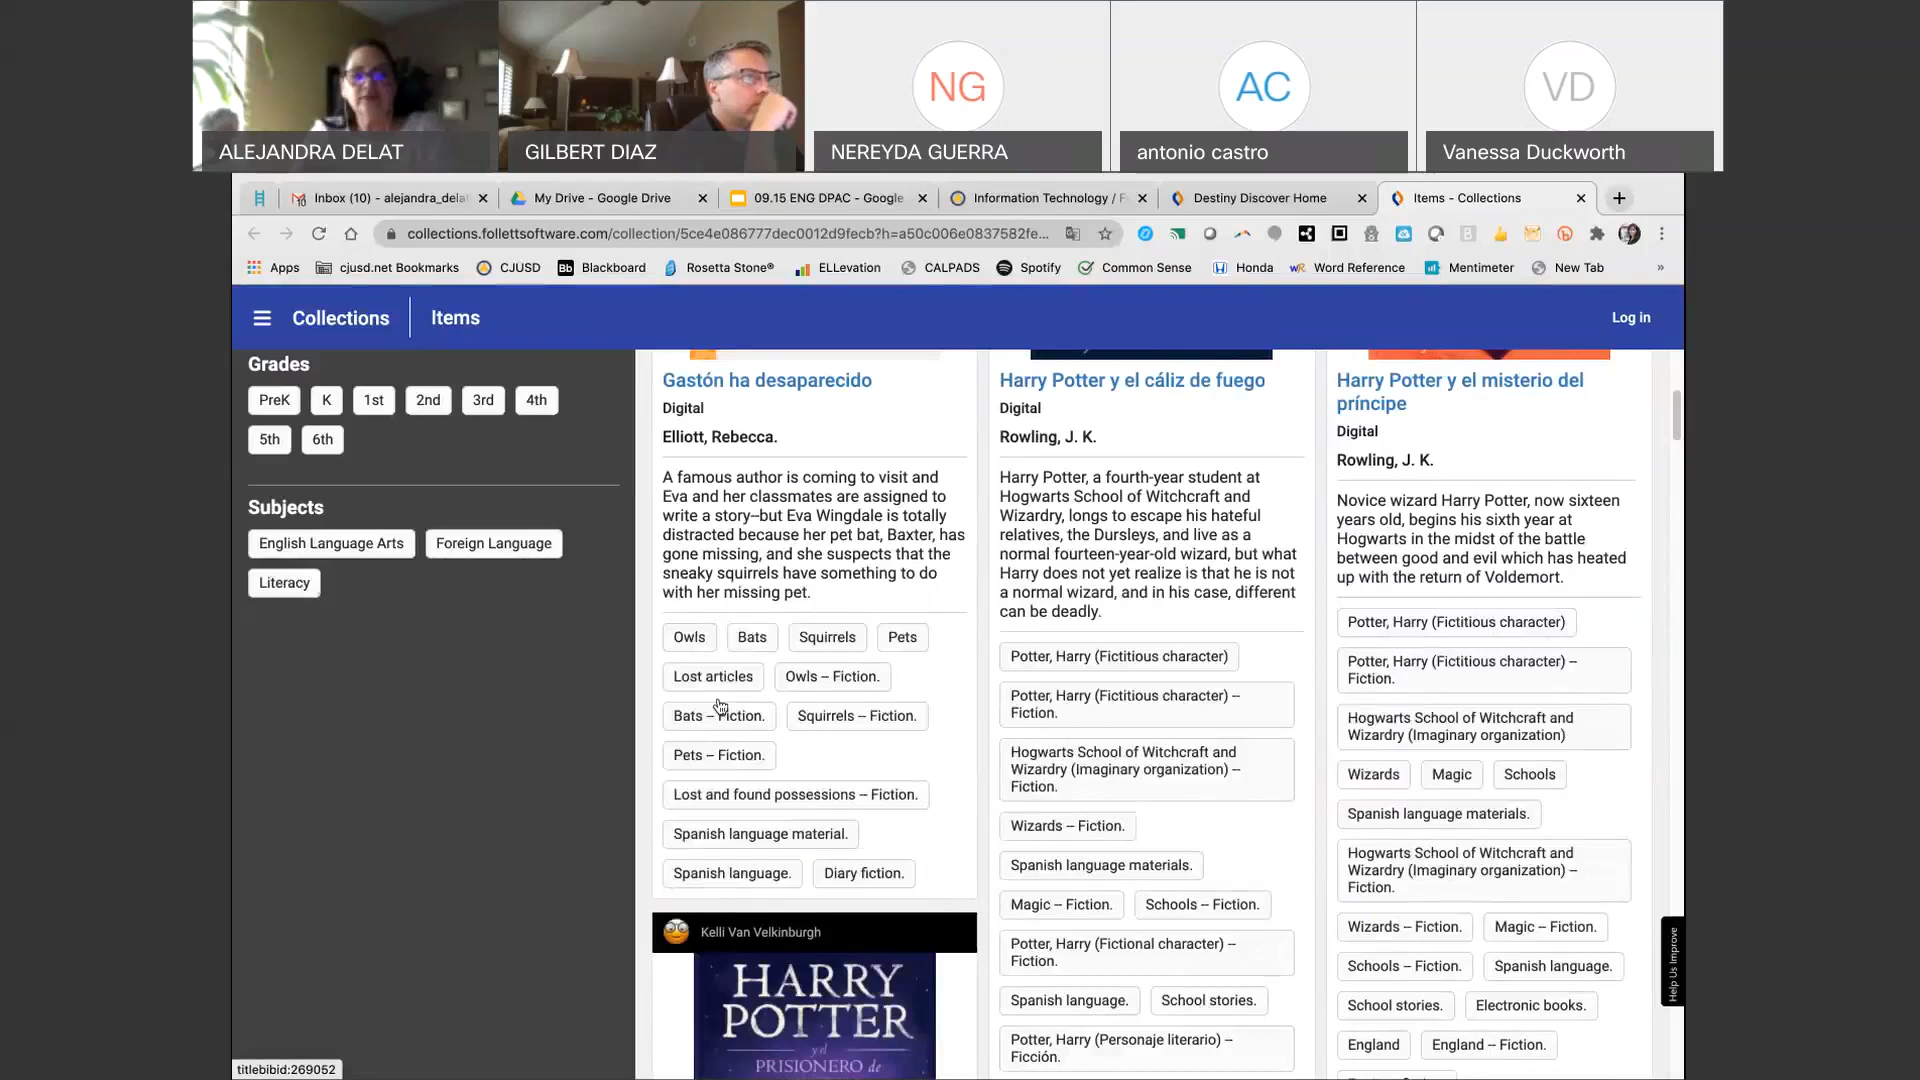 ALEJANDRA DELAT
GILBERT DIAZ
NG
NEREYDA GUERRA
AC
antonio castro
VD
Vanessa Duckworth
Inbox (10) - alejandra_dela
My Drive - Google Drive
09.15 ENG DPAC - Google
Information Technology / F
Destiny Discover Home
Items - Collections
collections.follettsoftware.com/collection/5ce4e086777dec0012d9fecb?h=a50c006e0837582fe...
Apps
cjusd.net Bookmarks
CJUSD
Bb Blackboard
Rosetta Stone®
ELLevation
CALPADS
Spotify
Common Sense
Honda
WR Word Reference
Mentimeter
New Tab
»
Collections
Items
Log in
Grades
PreK K 1st 2nd 3rd 4th
5th 6th
Subjects
English Language Arts Foreign Language
Literacy
Gastón ha desaparecido
Digital
Elliott, Rebecca.
A famous author is coming to visit and
Eva and her classmates are assigned to
write a story--but Eva Wingdale is totally
distracted because her pet bat, Baxter, has
gone missing, and she suspects that the
sneaky squirrels have something to do
with her missing pet.
Owls Bats Squirrels Pets
Lost articles Owls -- Fiction.
Bats -- Fiction. Squirrels -- Fiction.
Pets -- Fiction.
Lost and found possessions -- Fiction.
Spanish language material.
Spanish language. Diary fiction.
Kelli Van Velkinburgh
HARRY
POTTER
y el
PRISIONERO de
Harry Potter y el cáliz de fuego
Digital
Rowling, J. K.
Harry Potter, a fourth-year student at
Hogwarts School of Witchcraft and
Wizardry, longs to escape his hateful
relatives, the Dursleys, and live as a
normal fourteen-year-old wizard, but what
Harry does not yet realize is that he is not
a normal wizard, and in his case, different
can be deadly.
Potter, Harry (Fictitious character)
Potter, Harry (Fictitious character) --
Fiction.
Hogwarts School of Witchcraft and
Wizardry (Imaginary organization) --
Fiction.
Wizards -- Fiction.
Spanish language materials.
Magic -- Fiction. Schools -- Fiction.
Potter, Harry (Fictional character) --
Fiction.
Spanish language. School stories.
Potter, Harry (Personaje literario) --
Ficción.
Harry Potter y el misterio del
príncipe
Digital
Rowling, J. K.
Novice wizard Harry Potter, now sixteen
years old, begins his sixth year at
Hogwarts in the midst of the battle
between good and evil which has heated
up with the return of Voldemort.
Potter, Harry (Fictitious character)
Potter, Harry (Fictitious character) --
Fiction.
Hogwarts School of Witchcraft and
Wizardry (Imaginary organization)
Wizards Magic Schools
Spanish language materials.
Hogwarts School of Witchcraft and
Wizardry (Imaginary organization) --
Fiction.
Wizards -- Fiction. Magic -- Fiction.
Schools -- Fiction. Spanish language.
School stories. Electronic books.
England England -- Fiction.
Help Us Improve
titlebibid:269052